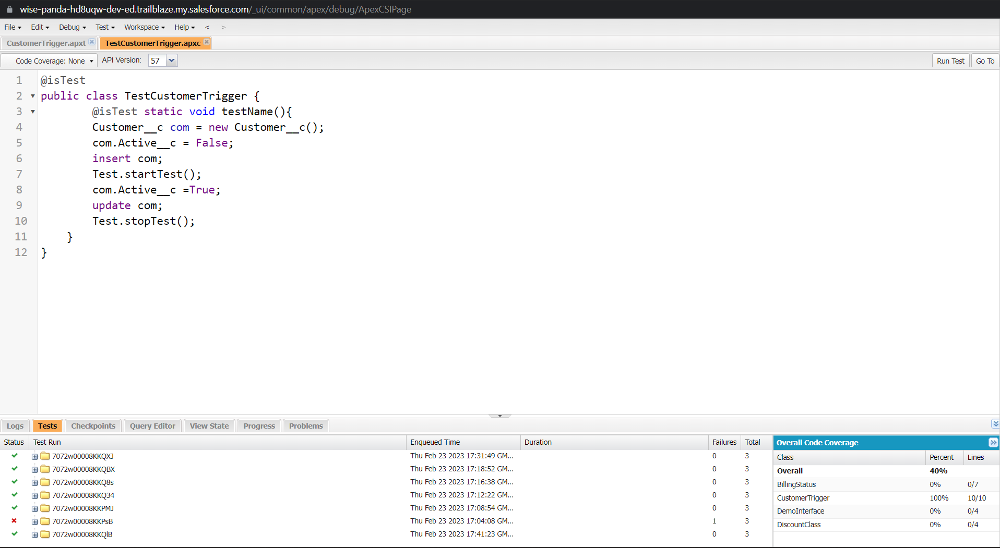 wise-panda-hd8uqw-dev-ed.trailblaze.my.salesforce.com/_ui/common/apex/debug/ApexCSIPage
File Edit Debug Test Workspace Help < >
CustomerTrigger.apxt TestCustomerTrigger.apxc
Code Coverage: None API Version: 57 Run Test Go To
1 @isTest
2 public class TestCustomerTrigger {
3 @isTest static void testName(){
4 Customer__c com = new Customer__c();
5 com.Active__c = False;
6 insert com;
7 Test.startTest();
8 com.Active__c =True;
9 update com;
10 Test.stopTest();
11 }
12 }
Logs Tests Checkpoints Query Editor View State Progress Problems
Status Test Run Enqueued Time Duration Failures Total
7072w00008KKQXJ Thu Feb 23 2023 17:31:49 GM... 0 3
7072w00008KKQBX Thu Feb 23 2023 17:18:52 GM... 0 3
7072w00008KKQ8s Thu Feb 23 2023 17:16:38 GM... 0 3
7072w00008KKQ34 Thu Feb 23 2023 17:12:22 GM... 0 3
7072w00008KKPMJ Thu Feb 23 2023 17:08:54 GM... 0 3
7072w00008KKPsB Thu Feb 23 2023 17:04:08 GM... 1 3
7072w00008KKQlB Thu Feb 23 2023 17:41:23 GM... 0 3
Overall Code Coverage
Class Percent Lines
Overall 40%
BillingStatus 0% 0/7
CustomerTrigger 100% 10/10
DemoInterface 0% 0/4
DiscountClass 0% 0/4